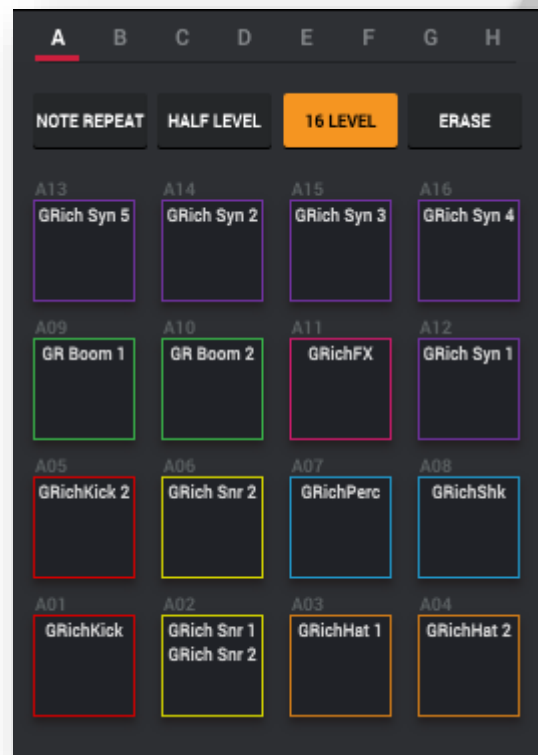 A B C D E F G H
NOTE REPEAT HALF LEVEL 16 LEVEL ERASE
A13 A14 A15 A16
GRich Syn 5 GRich Syn 2 GRich Syn 3 GRich Syn 4
A09 A10 A11 A12
GR Boom 1 GR Boom 2 GRichFX GRich Syn 1
A05 A06 A07 A08
GRichKick 2 GRich Snr 2 GRichPerc GRichShk
A01 A02 A03 A04
GRichKick GRich Snr 1 GRichHat 1 GRichHat 2
GRich Snr 2